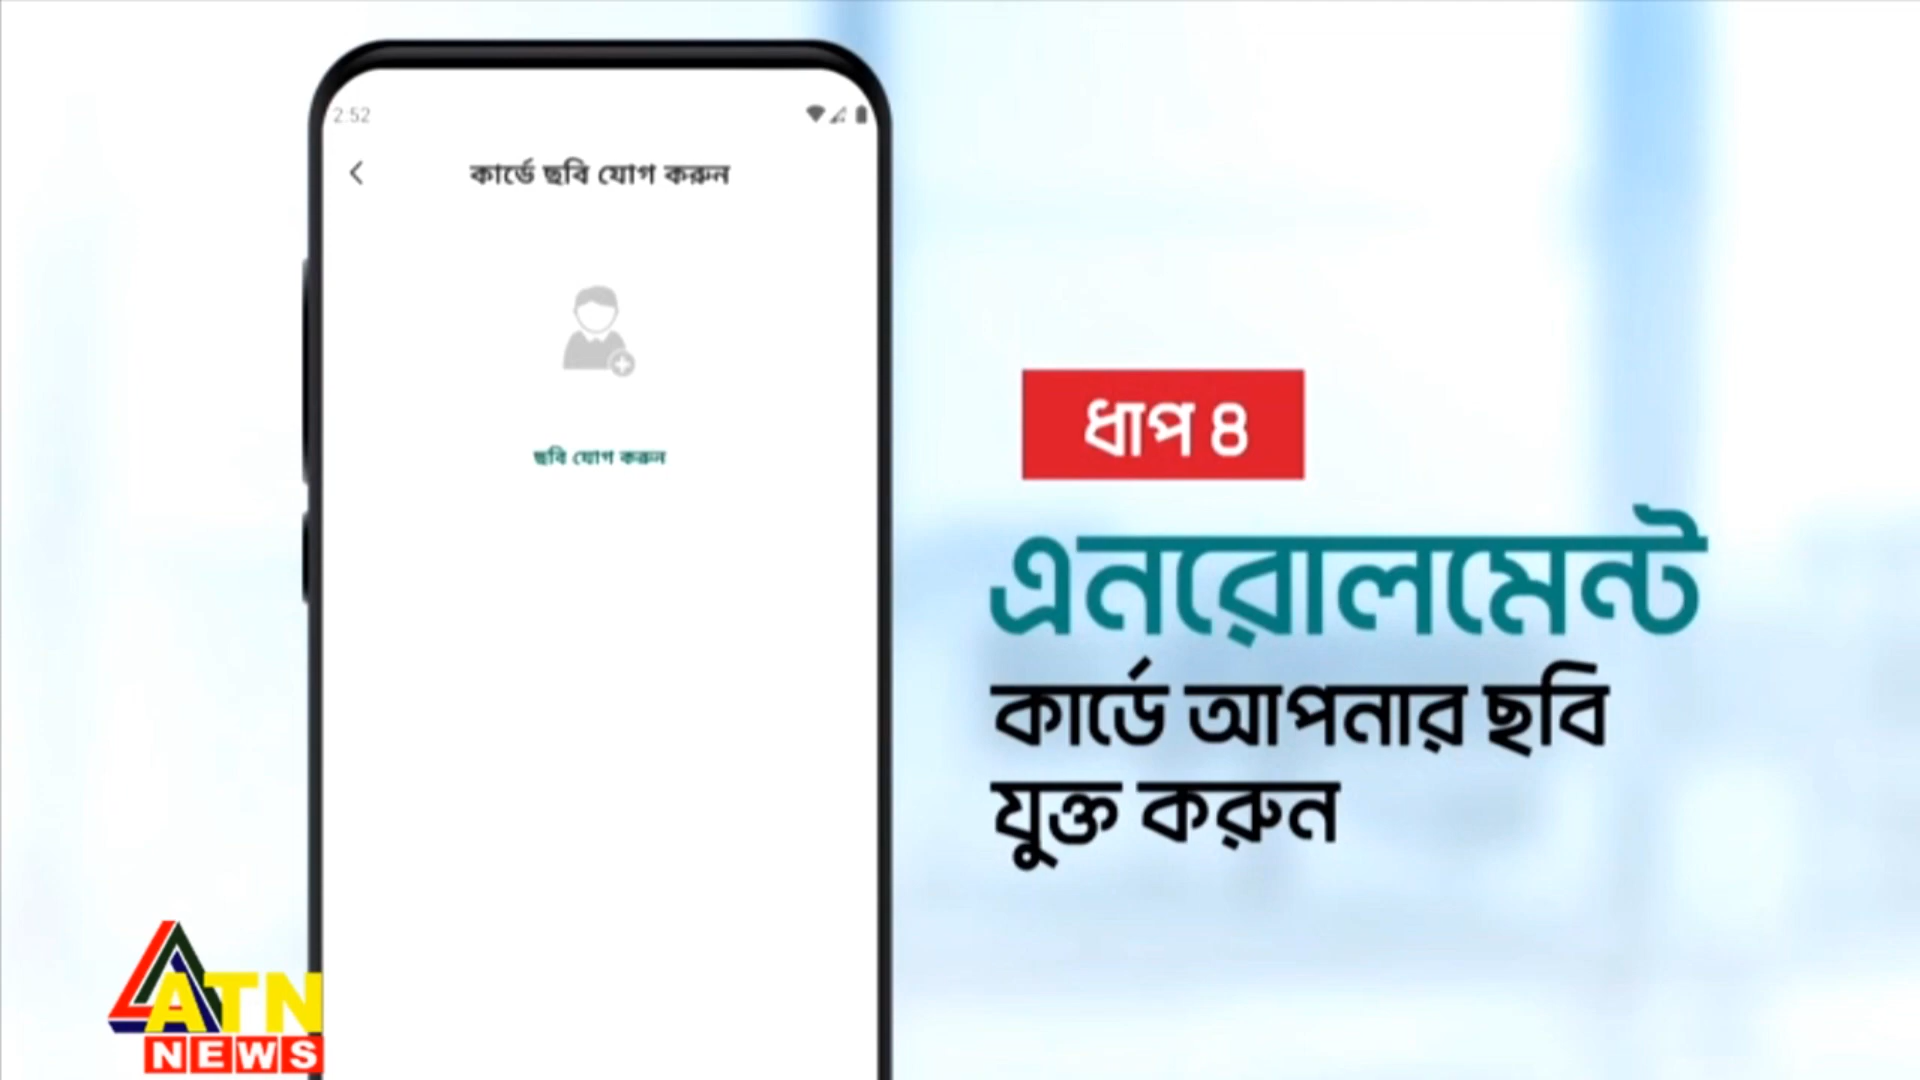 2:52
কার্ডে ছবি যোগ করুন
ছবি যোগ করুন
ধাপ ৪
এনরোলমেন্ট
কার্ডে আপনার ছবি
যুক্ত করুন
ATN
NEWS